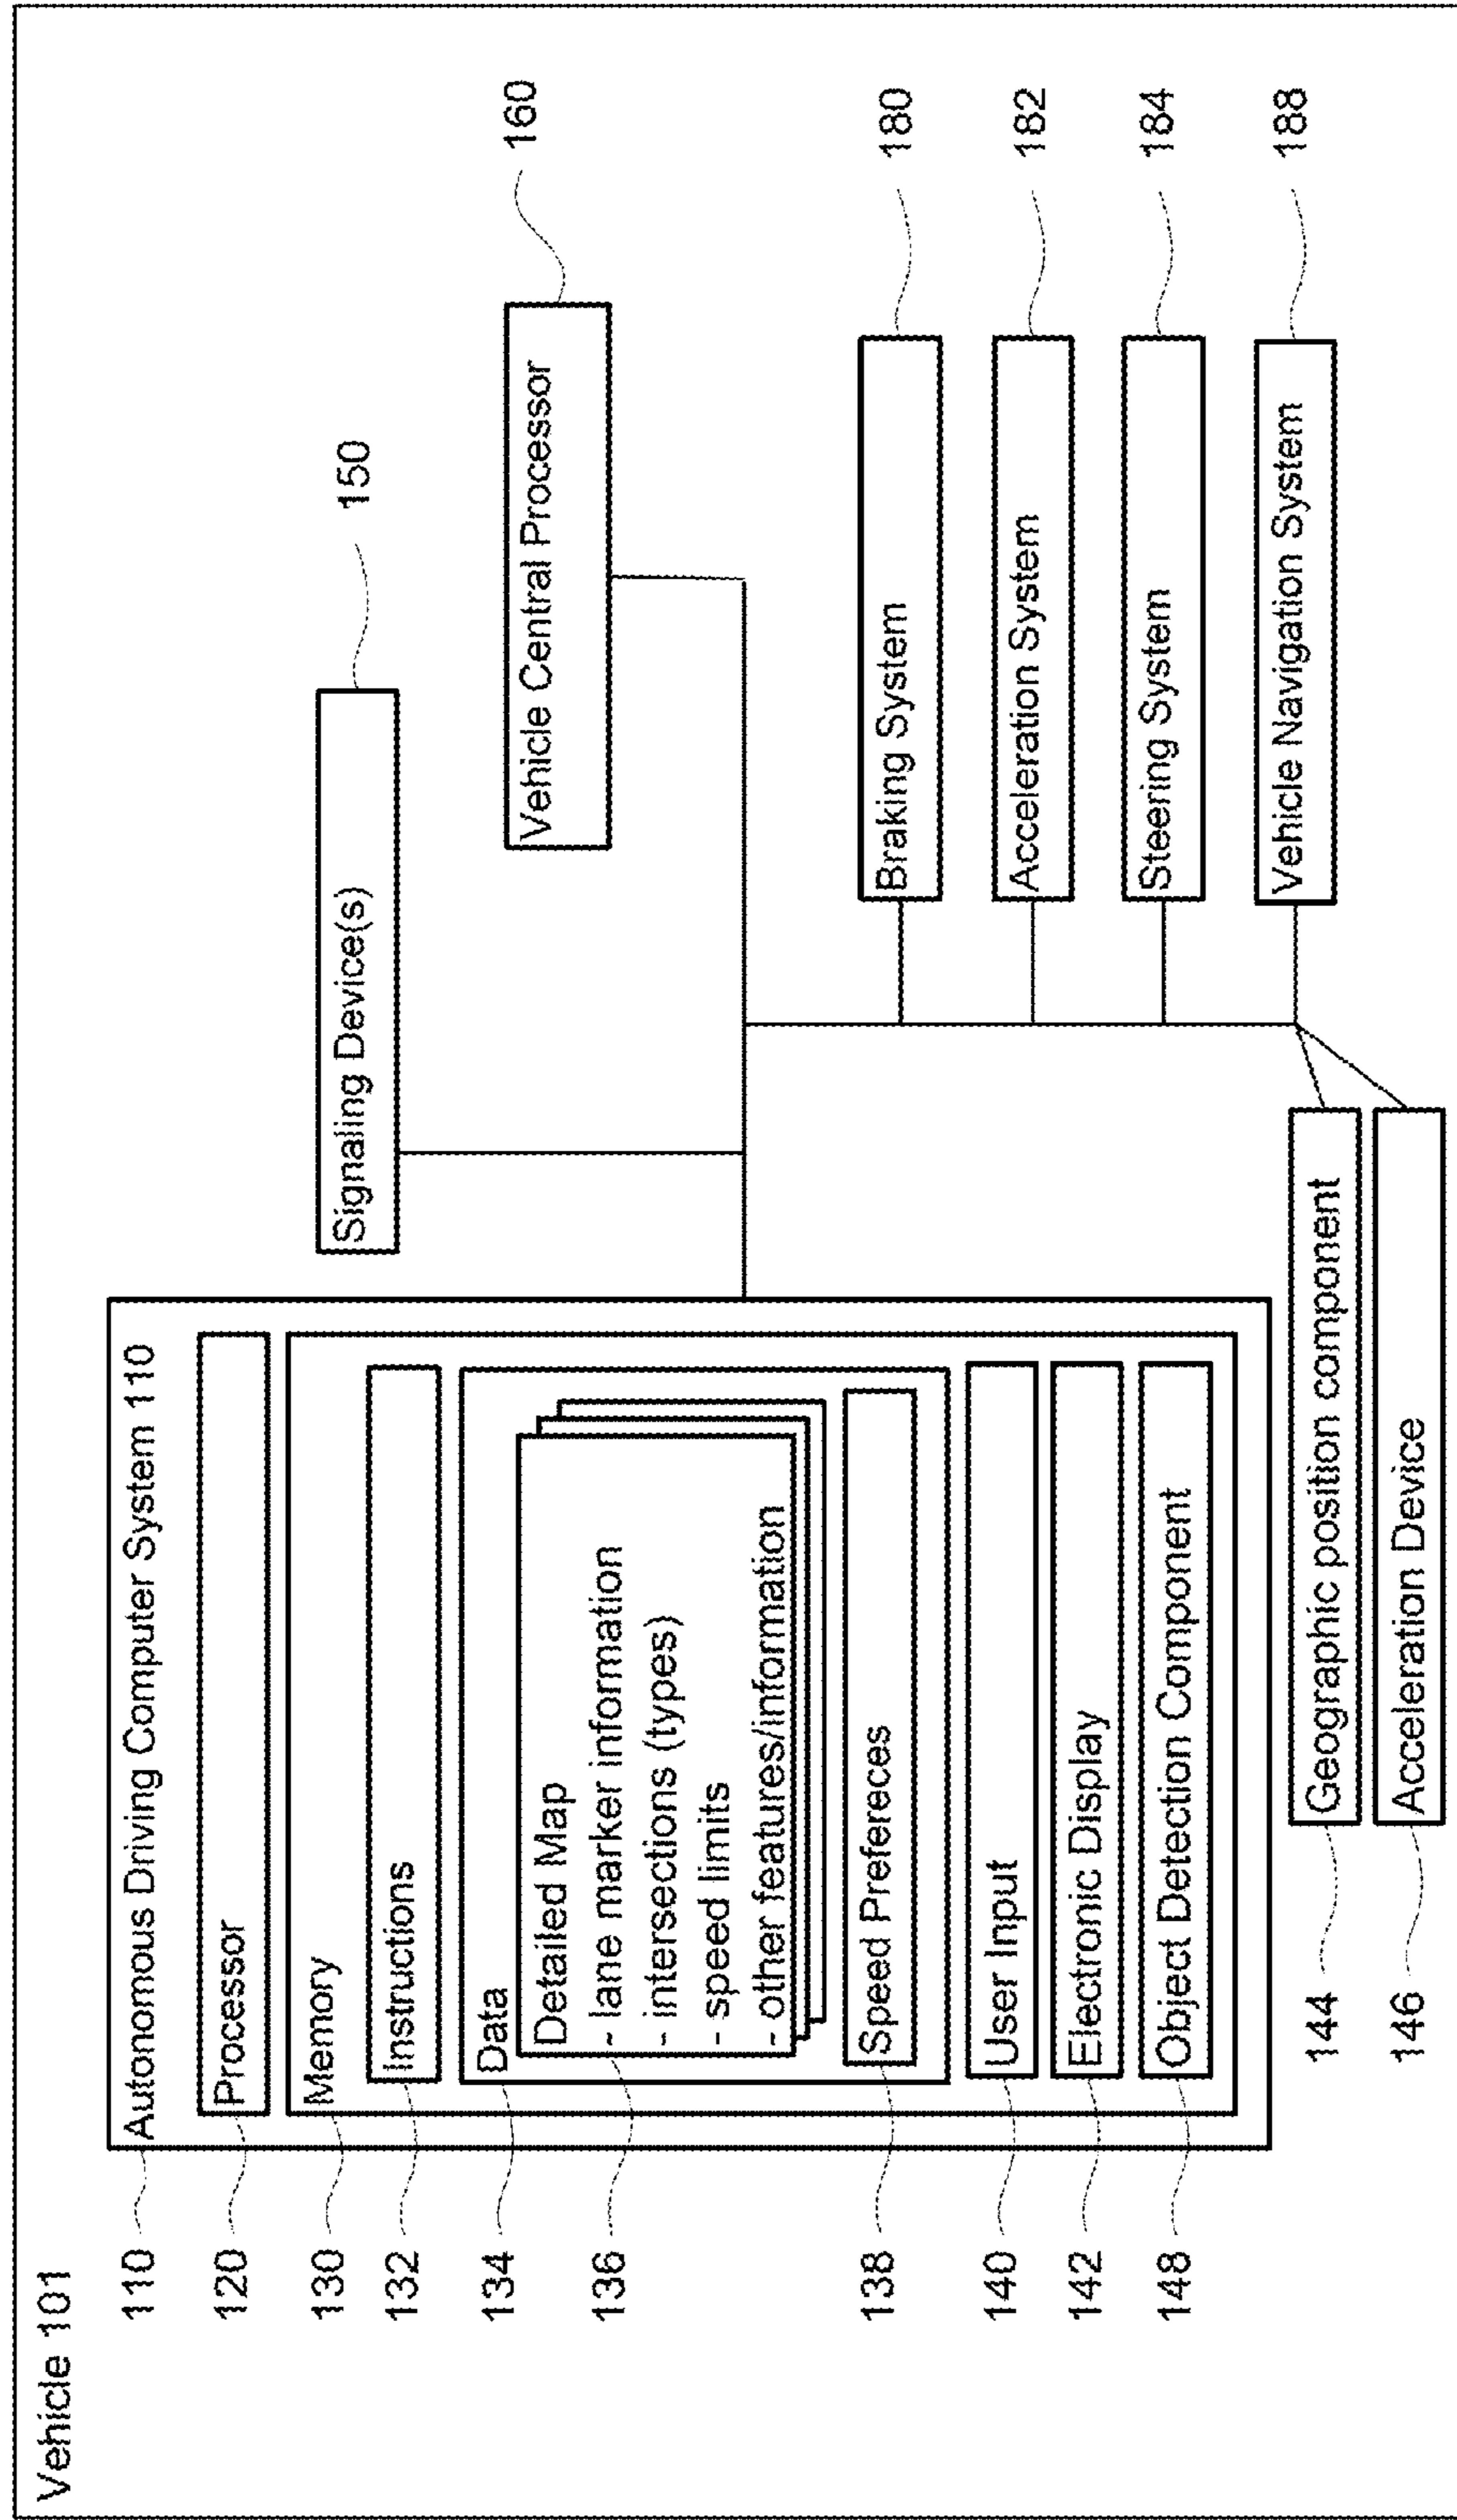 Vehicle 101
110
Autonomous Driving Computer System 110
120
Processor
130
Memory
132
Instructions
134
Data
136
Detailed Map
- lane marker information
- intersections (types)
- speed limits
- other features/information
138
Speed Prefereces
140
User Input
142
Electronic Display
148
Object Detection Component
144
Geographic position component
146
Acceleration Device
Signaling Device(s)
150
Vehicle Central Processor
160
Braking System
180
Acceleration System
182
Steering System
184
Vehicle Navigation System
188